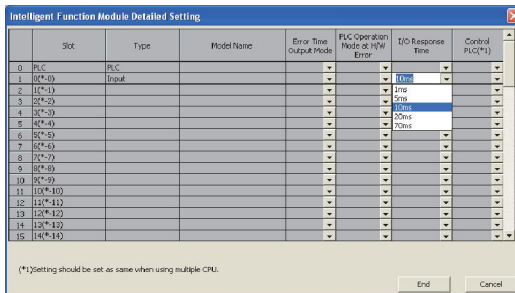 Intelligent Function Module Detailed Setting
Slot Type Model Name Error Time Output Mode PLC Operation Mode at H/W Error I/O Response Time Control PLC(*1)
0 PLC PLC
1 0(*-0) Input 10ms
2 1(*-1) 1ms
3 2(*-2) 5ms
4 3(*-3) 10ms
5 4(*-4) 20ms
70ms
6 5(*-5)
7 6(*-6)
8 7(*-7)
9 8(*-8)
10 9(*-9)
11 10(*-10)
12 11(*-11)
13 12(*-12)
14 13(*-13)
15 14(*-14)
(*1)Setting should be set as same when using multiple CPU.
End Cancel